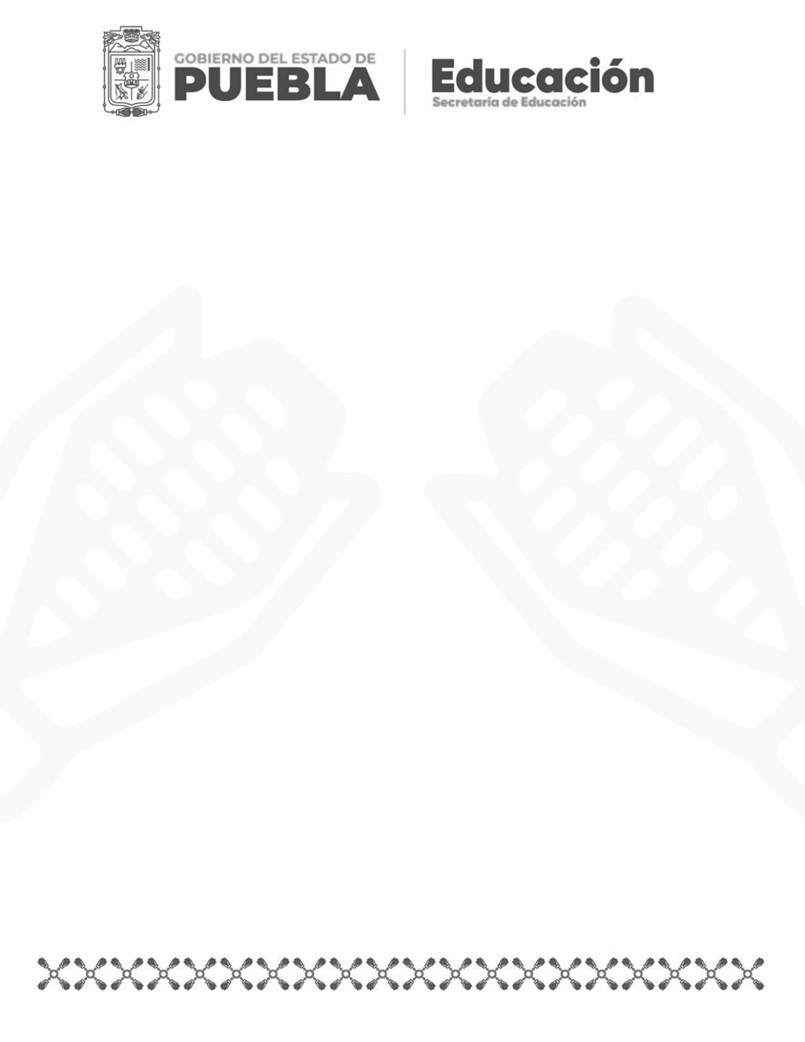 GOBIERNO DEL ESTADO DE
PUEBLA
Educación
Secretaría de Educación